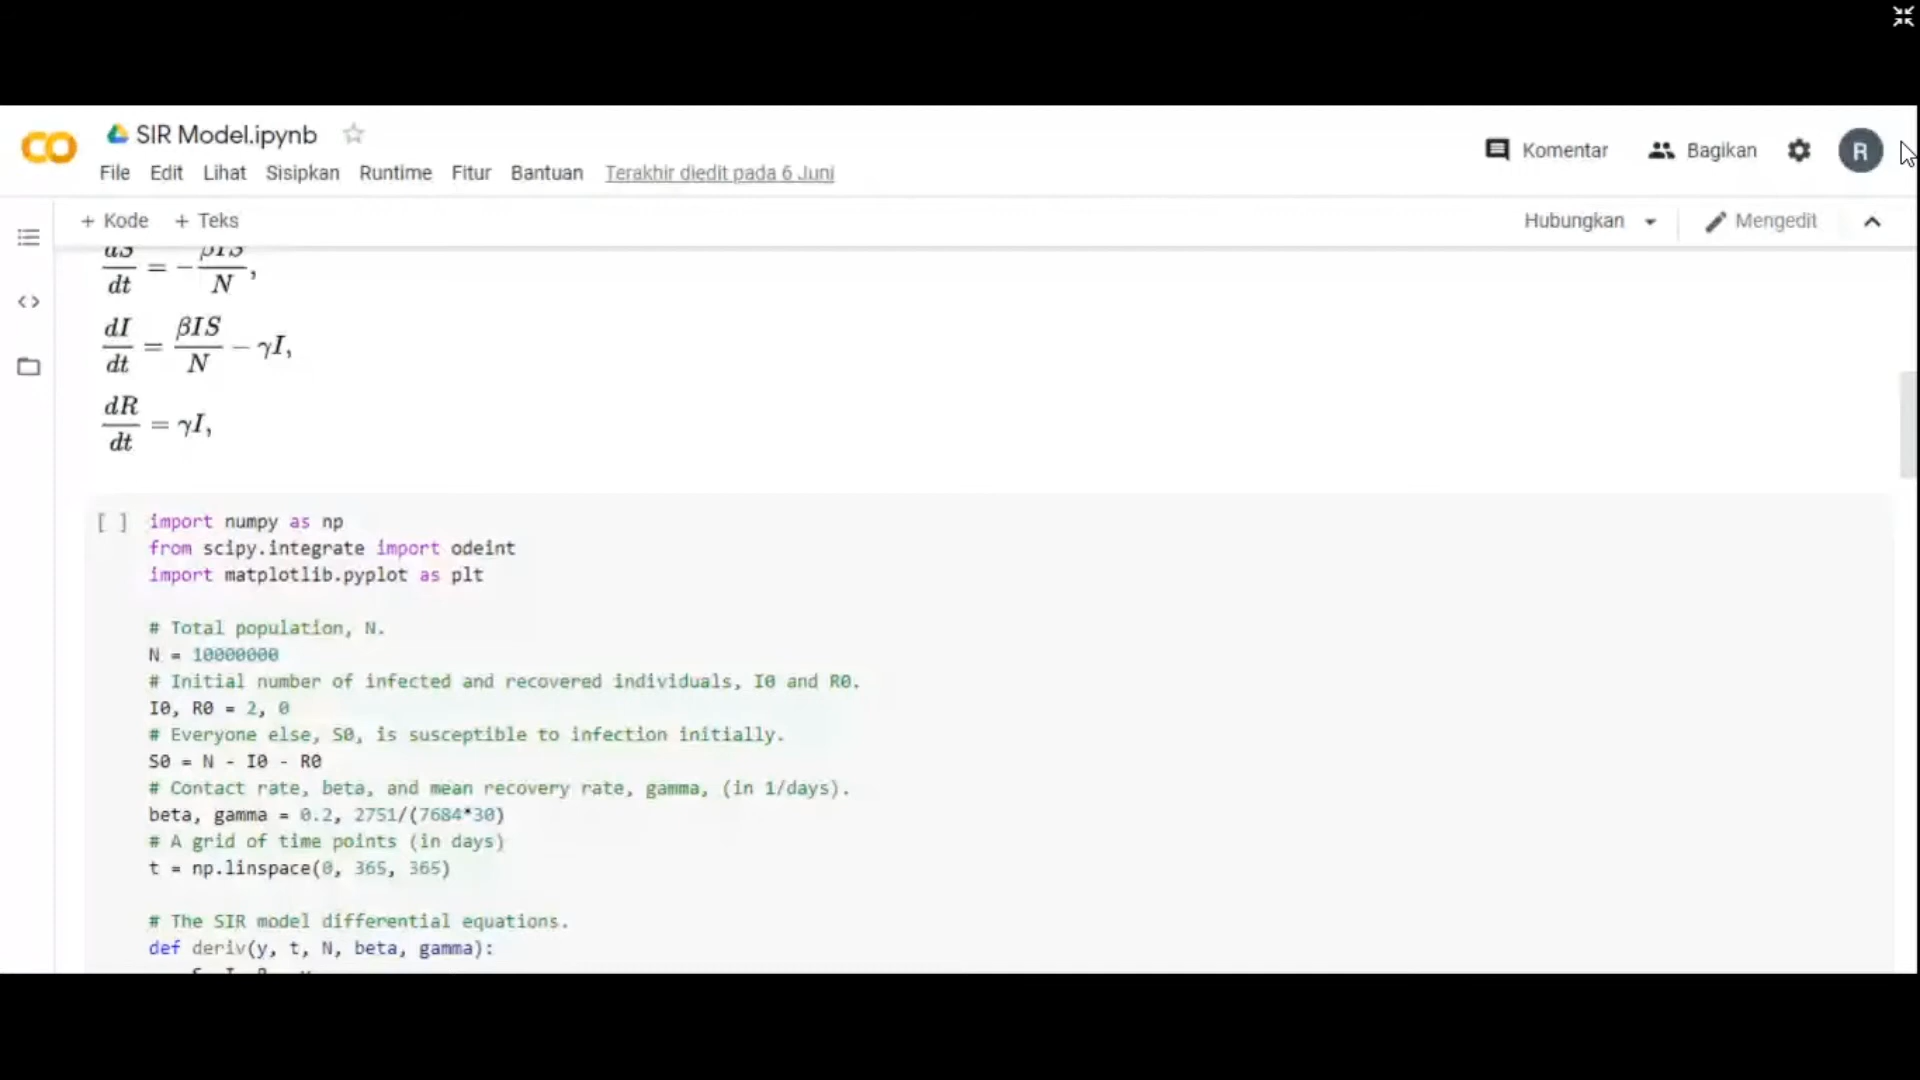 SIR Model.ipynb
File Edit Lihat Sisipkan Runtime Fitur Bantuan Terakhir diedit pada 6 Juni
Komentar Bagikan R
+ Kode + Teks
Hubungkan Mengedit
dS/dt = −βIS/N,
dI/dt = βIS/N − γI,
dR/dt = γI,
[ ] import numpy as np
from scipy.integrate import odeint
import matplotlib.pyplot as plt
# Total population, N.
N = 10000000
# Initial number of infected and recovered individuals, I0 and R0.
I0, R0 = 2, 0
# Everyone else, S0, is susceptible to infection initially.
S0 = N - I0 - R0
# Contact rate, beta, and mean recovery rate, gamma, (in 1/days).
beta, gamma = 0.2, 2751/(7684*30)
# A grid of time points (in days)
t = np.linspace(0, 365, 365)
# The SIR model differential equations.
def deriv(y, t, N, beta, gamma):